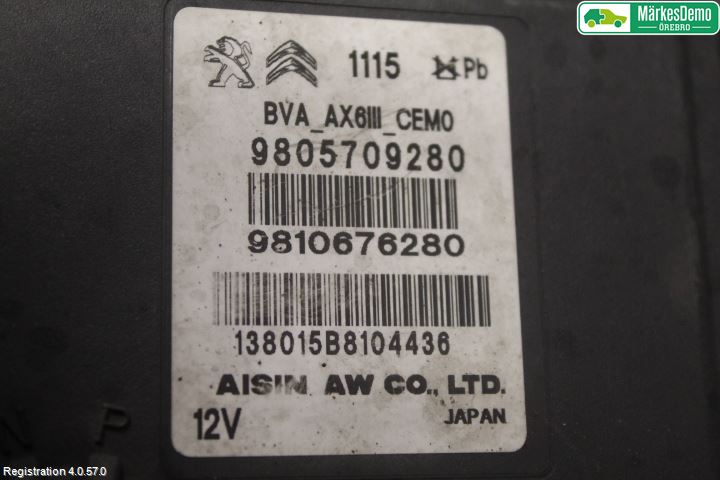 MärkesDemo
ÖREBRO
1115 Pb
BVA_AX6III_CEMO
9805709280
9810676280
138015B8104436
AISIN AW CO., LTD.
12V JAPAN
N P
Registration 4.0.57.0